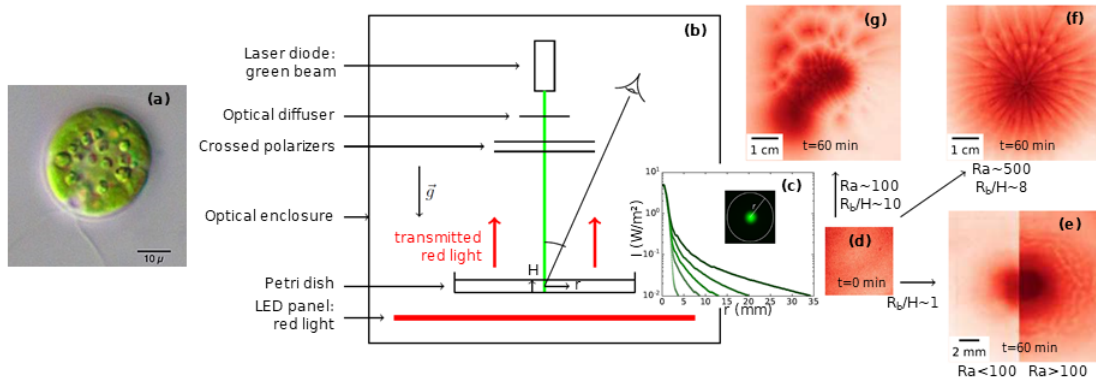 (a)
10 μ
Laser diode:
green beam
Optical diffuser
Crossed polarizers
Optical enclosure
Petri dish
LED panel:
red light
(b)
g⃗
transmitted
red light
H
r
(c)
I (W/m²)
10¹
10⁰
10⁻¹
10⁻²
0 5 10 15 20 25 30 35
r (mm)
r
(g)
1 cm
t=60 min
(f)
1 cm
t=60 min
Ra~100
R_b/H~10
Ra~500
R_b/H~8
(d)
t=0 min
R_b/H~1
(e)
2 mm
t=60 min
Ra<100
Ra>100